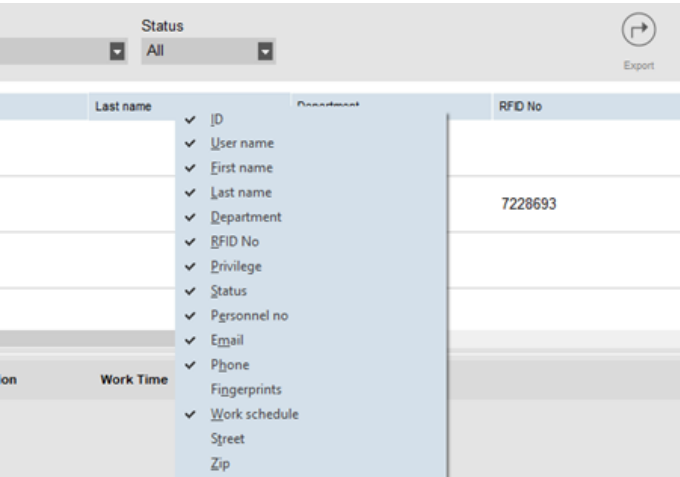 Status
All
Export
Last name
Department
RFID No
ID
User name
First name
Last name
Department
RFID No
7228693
Privilege
Status
Personnel no
Email
Phone
Work Time
Fingerprints
Work schedule
Street
Zip